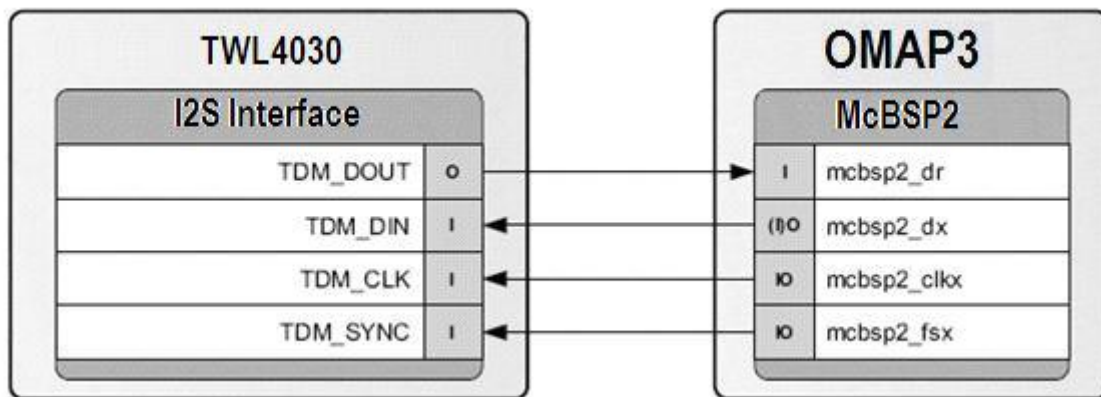 TWL4030
I2S Interface
TDM_DOUT O
TDM_DIN I
TDM_CLK I
TDM_SYNC I
OMAP3
McBSP2
I mcbsp2_dr
(I)O mcbsp2_dx
IO mcbsp2_clkx
IO mcbsp2_fsx